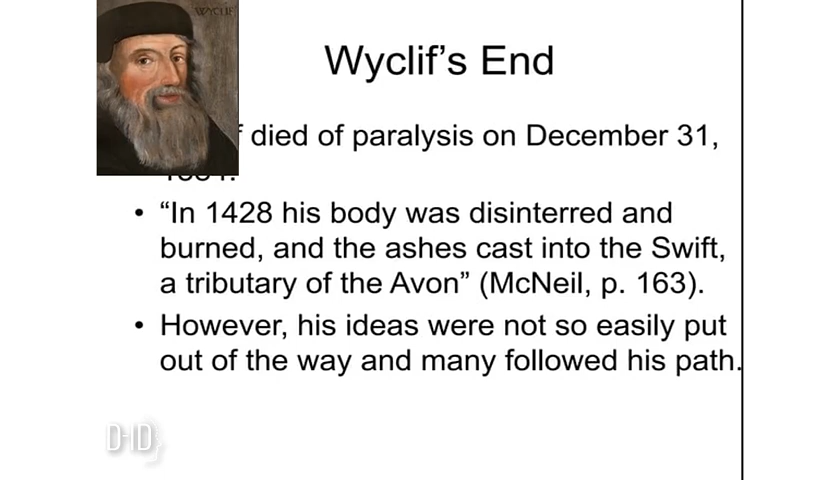 WYCLIF
Wyclif's End
f died of paralysis on December 31,
• “In 1428 his body was disinterred and
burned, and the ashes cast into the Swift,
a tributary of the Avon” (McNeil, p. 163).
• However, his ideas were not so easily put
out of the way and many followed his path.
D-ID